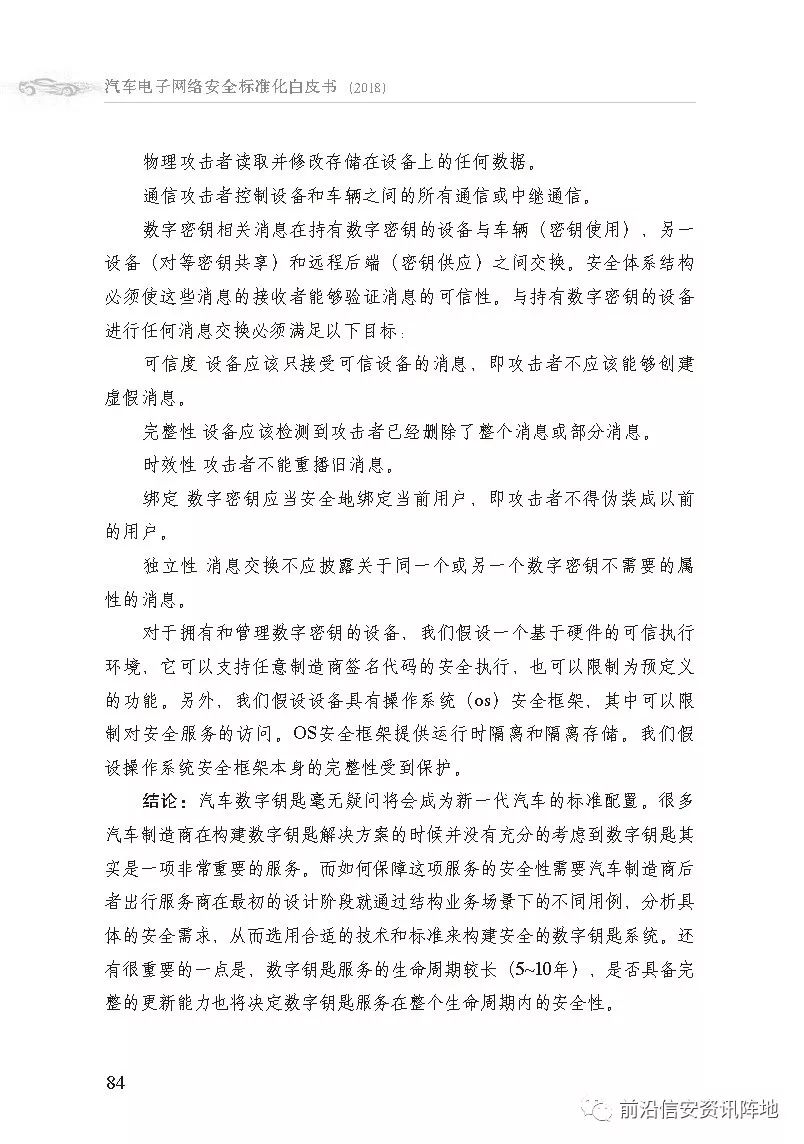 汽车电子网络安全标准化白皮书（2018）
物理攻击者读取并修改存储在设备上的任何数据。
通信攻击者控制设备和车辆之间的所有通信或中继通信。
数字密钥相关消息在持有数字密钥的设备与车辆（密钥使用），另一
设备（对等密钥共享）和远程后端（密钥供应）之间交换。安全体系结构
必须使这些消息的接收者能够验证消息的可信性。与持有数字密钥的设备
进行任何消息交换必须满足以下目标：
可信度 设备应该只接受可信设备的消息，即攻击者不应该能够创建
虚假消息。
完整性 设备应该检测到攻击者已经删除了整个消息或部分消息。
时效性 攻击者不能重播旧消息。
绑定 数字密钥应当安全地绑定当前用户，即攻击者不得伪装成以前
的用户。
独立性 消息交换不应披露关于同一个或另一个数字密钥不需要的属
性的消息。
对于拥有和管理数字密钥的设备，我们假设一个基于硬件的可信执行
环境，它可以支持任意制造商签名代码的安全执行，也可以限制为预定义
的功能。另外，我们假设设备具有操作系统（os）安全框架，其中可以限
制对安全服务的访问。OS安全框架提供运行时隔离和隔离存储。我们假
设操作系统安全框架本身的完整性受到保护。
结论：汽车数字钥匙毫无疑问将会成为新一代汽车的标准配置。很多
汽车制造商在构建数字钥匙解决方案的时候并没有充分的考虑到数字钥匙其
实是一项非常重要的服务。而如何保障这项服务的安全性需要汽车制造商后
者出行服务商在最初的设计阶段就通过结构业务场景下的不同用例，分析具
体的安全需求，从而选用合适的技术和标准来构建安全的数字钥匙系统。还
有很重要的一点是，数字钥匙服务的生命周期较长（5~10年），是否具备完
整的更新能力也将决定数字钥匙服务在整个生命周期内的安全性。
84
前沿信安资讯阵地